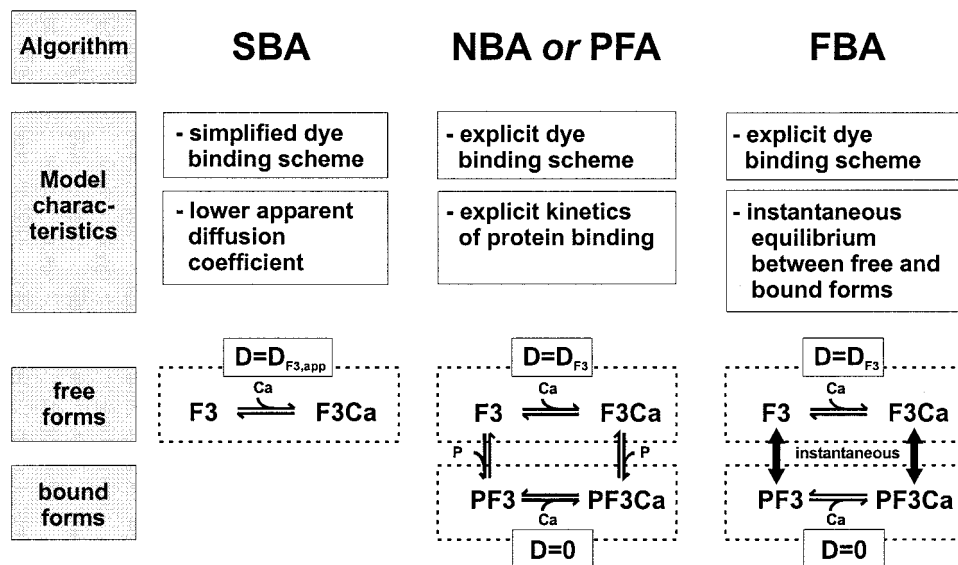 Algorithm
SBA
NBA or PFA
FBA
Model
charac-
teristics
- simplified dye
binding scheme
- lower apparent
diffusion
coefficient
- explicit dye
binding scheme
- explicit kinetics
of protein binding
- explicit dye
binding scheme
- instantaneous
equilibrium
between free and
bound forms
free
forms
D=DF3,app
Ca
F3 F3Ca
D=DF3
Ca
F3 F3Ca
D=DF3
Ca
F3 F3Ca
P P
instantaneous
bound
forms
PF3 PF3Ca
Ca
D=0
PF3 PF3Ca
Ca
D=0